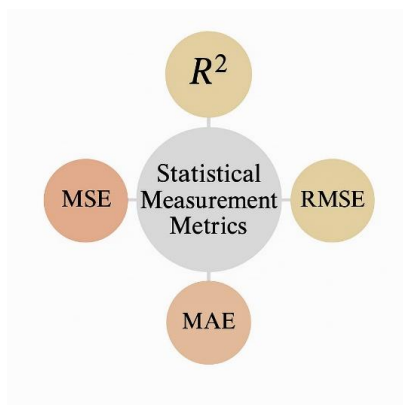 R²
Statistical
Measurement
Metrics
MSE
RMSE
MAE